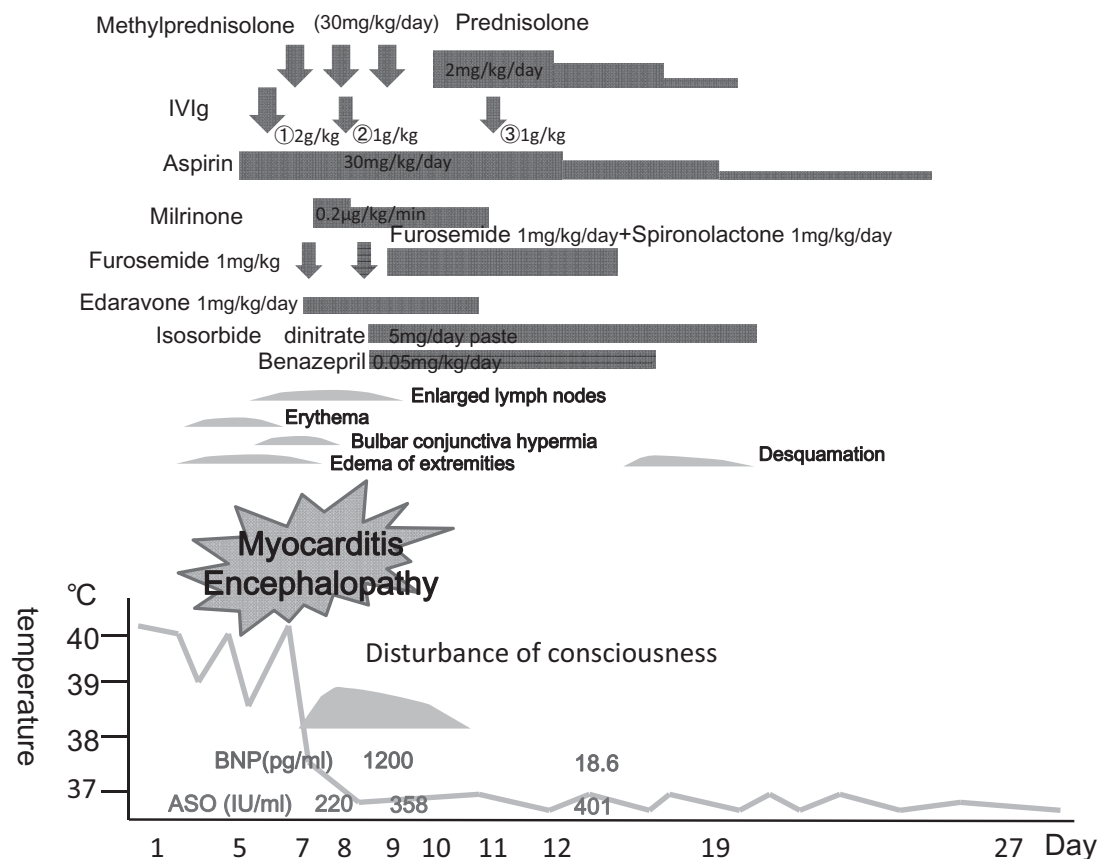 Methylprednisolone (30mg/kg/day) Prednisolone
2mg/kg/day
IVIg
①2g/kg ②1g/kg ③1g/kg
Aspirin 30mg/kg/day
Milrinone 0.2μg/kg/min
Furosemide 1mg/kg/day+Spironolactone 1mg/kg/day
Furosemide 1mg/kg
Edaravone 1mg/kg/day
Isosorbide dinitrate 5mg/day paste
Benazepril 0.05mg/kg/day
Enlarged lymph nodes
Erythema
Bulbar conjunctiva hypermia
Edema of extremities
Desquamation
Myocarditis
Encephalopathy
℃
temperature
40
39
38
37
Disturbance of consciousness
BNP(pg/ml) 1200 18.6
ASO (IU/ml) 220 358 401
1 5 7 8 9 10 11 12 19 27 Day